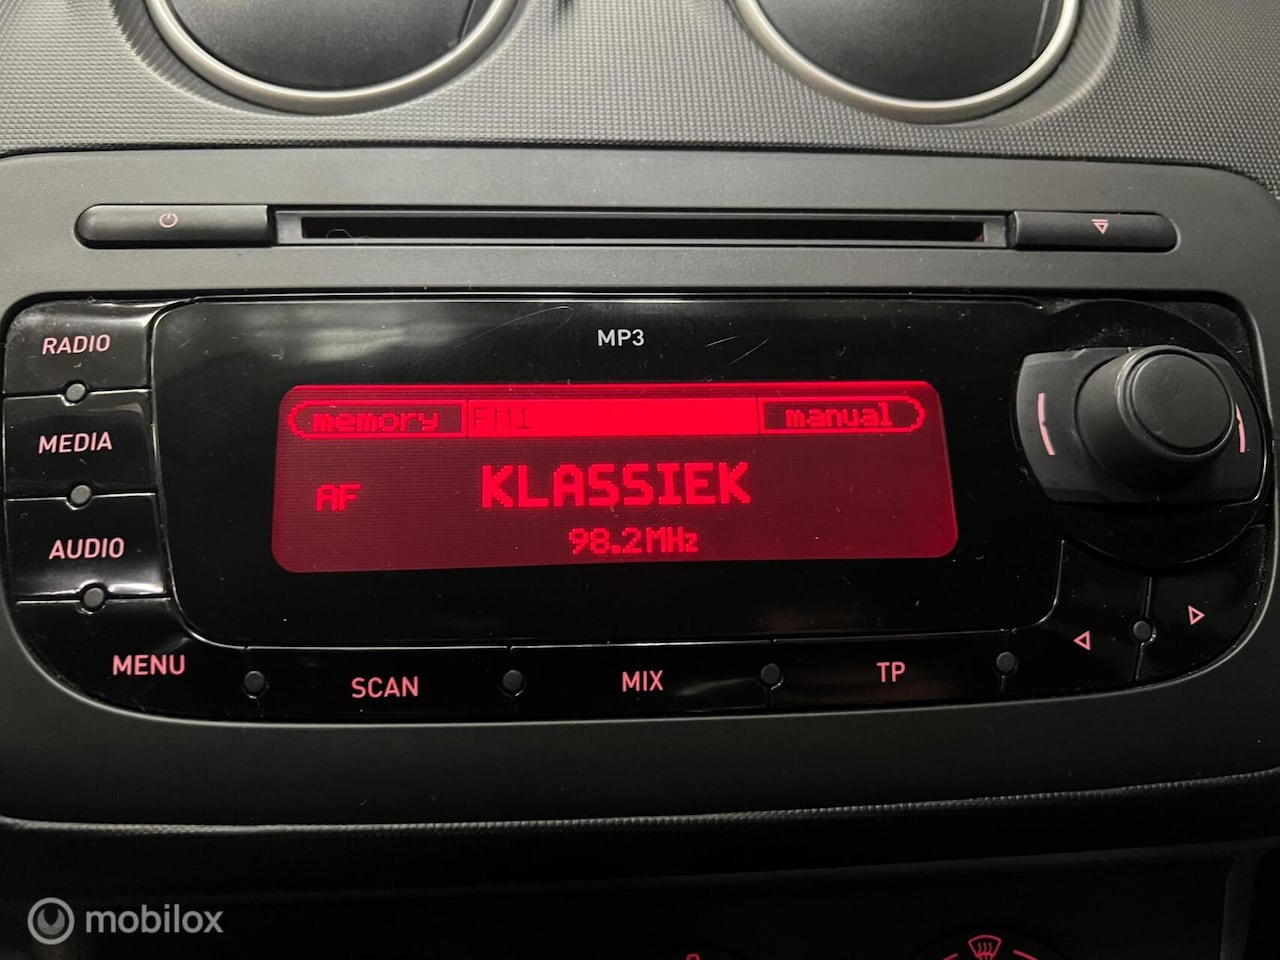 MP3
RADIO
MEDIA
AUDIO
memory FM1 manual
AF KLASSIEK
98.2MHz
MENU SCAN MIX TP
mobilox